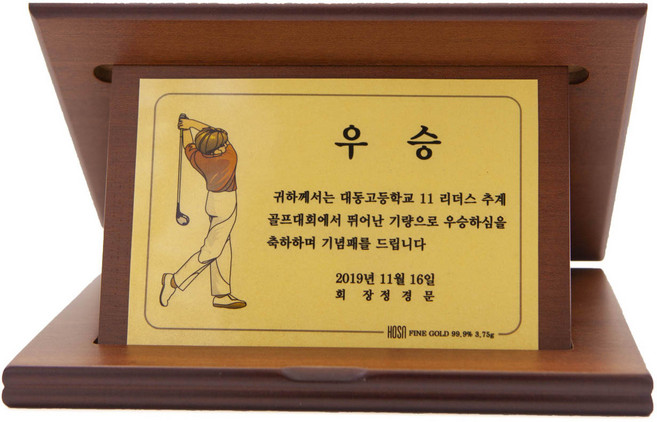 우 승
귀하께서는 대동고등학교 11 리더스 추계
골프대회에서 뛰어난 기량으로 우승하심을
축하하며 기념패를 드립니다
2019년 11월 16일
회 장 정 경 문
HOSA FINE GOLD 99.9% 3.75g